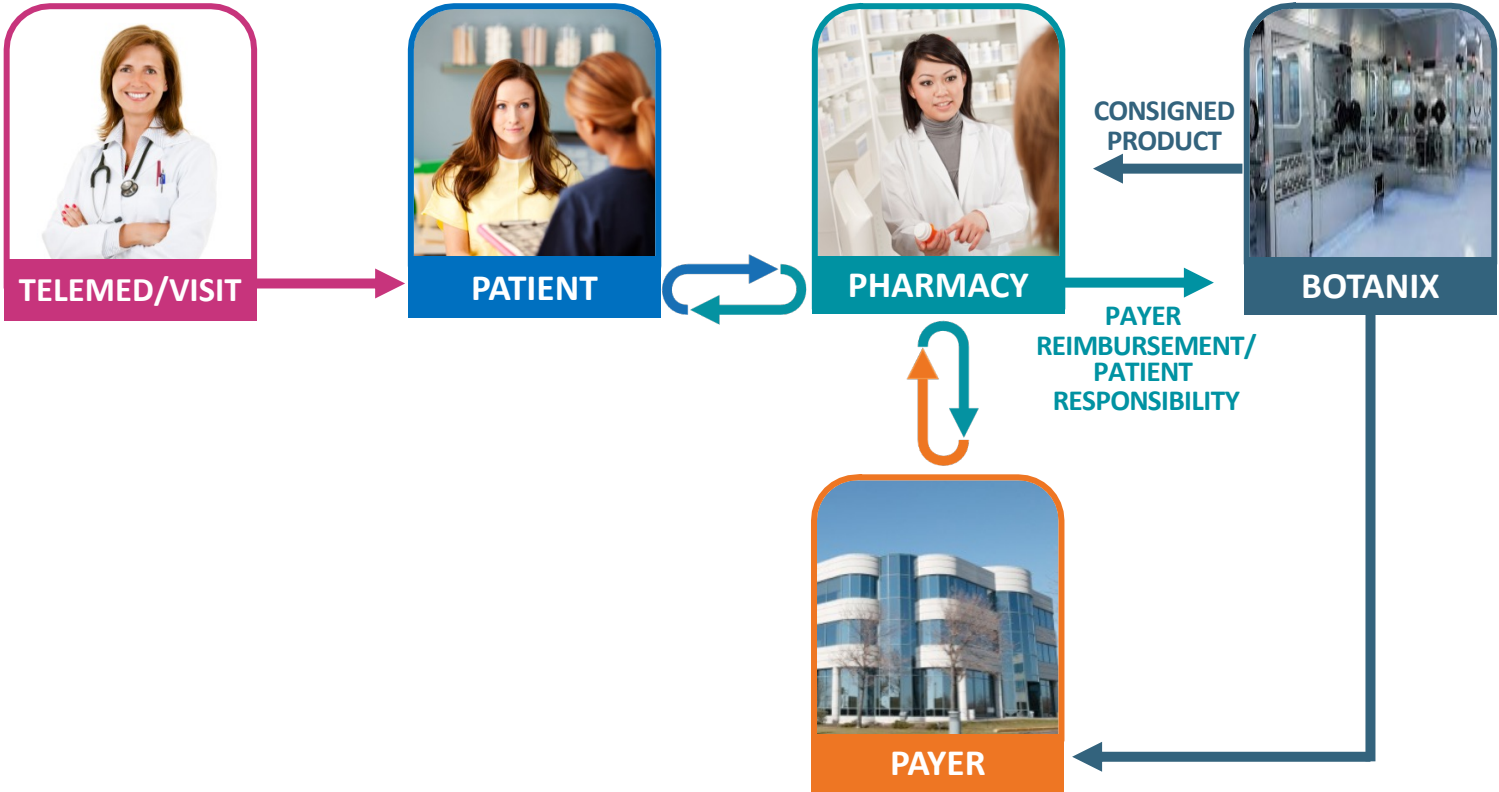 CONSIGNED
PRODUCT
TELEMED/VISIT
PATIENT
PHARMACY
BOTANIX
PAYER
REIMBURSEMENT/
PATIENT
RESPONSIBILITY
PAYER